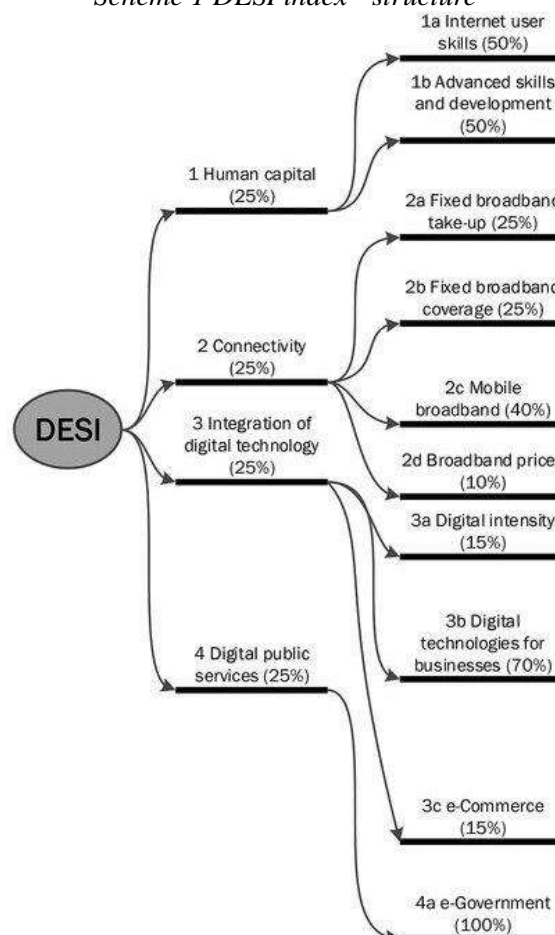 Scheme 1 DESI index structure
1a Internet user
skills (50%)
1b Advanced skills
and development
(50%)
1 Human capital
(25%)
2a Fixed broadband
take-up (25%)
2b Fixed broadband
coverage (25%)
2 Connectivity
(25%)
2c Mobile
broadband (40%)
DESI
3 Integration of
digital technology
(25%)
2d Broadband price
(10%)
3a Digital intensity
(15%)
3b Digital
technologies for
businesses (70%)
4 Digital public
services (25%)
3c e-Commerce
(15%)
4a e-Government
(100%)